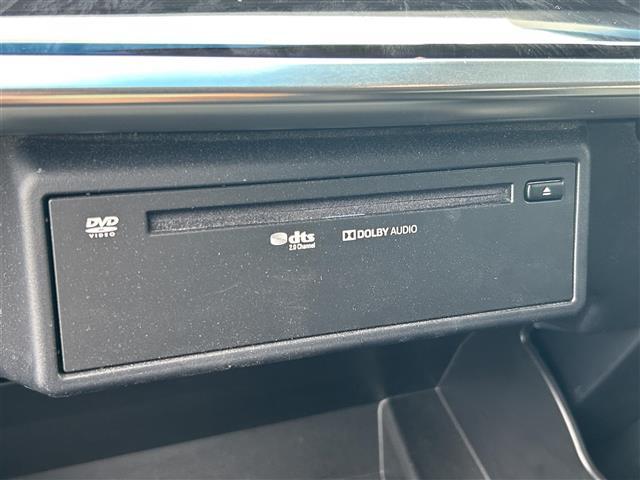 DVD
VIDEO
dts
2.0 Channel
DOLBY AUDIO